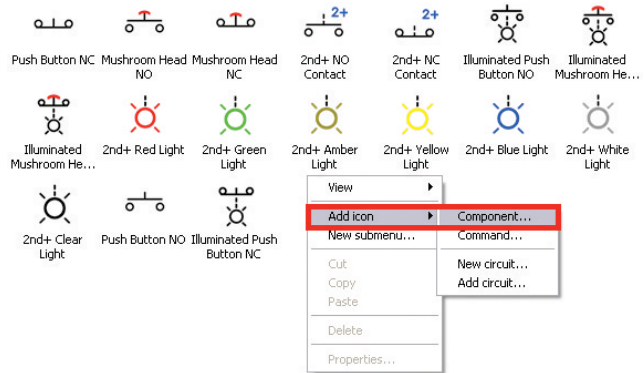 2+ 2+
Push Button NC Mushroom Head NO Mushroom Head NC 2nd+ NO Contact 2nd+ NC Contact Illuminated Push Button NO Illuminated Mushroom He...
Illuminated Mushroom He... 2nd+ Red Light 2nd+ Green Light 2nd+ Amber Light 2nd+ Yellow Light 2nd+ Blue Light 2nd+ White Light
2nd+ Clear Light Push Button NO Illuminated Push Button NC
View
Add icon
New submenu...
Cut
Copy
Paste
Delete
Properties...
Component...
Command...
New circuit...
Add circuit...